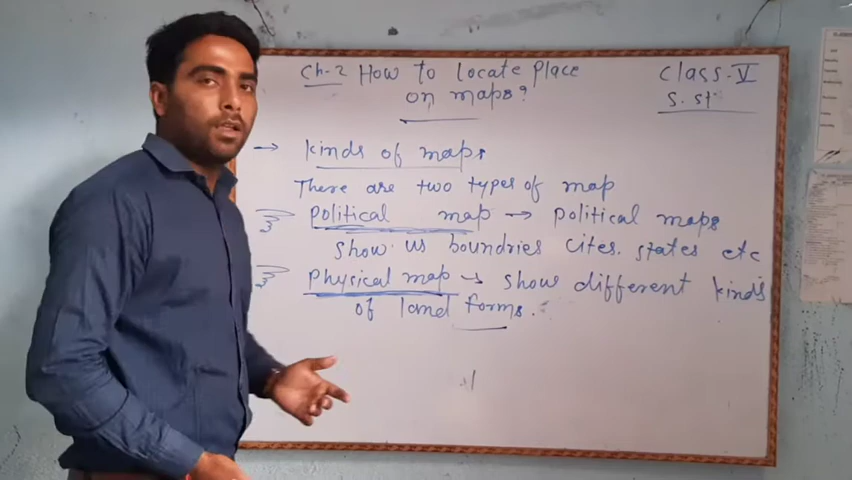 Ch-2 How to Locate Place
on maps?
Class-V
S.st
→ kinds of maps
There are two types of map
political map → political maps
show us boundries cites. states etc
physical map → shows different kinds
of land forms.